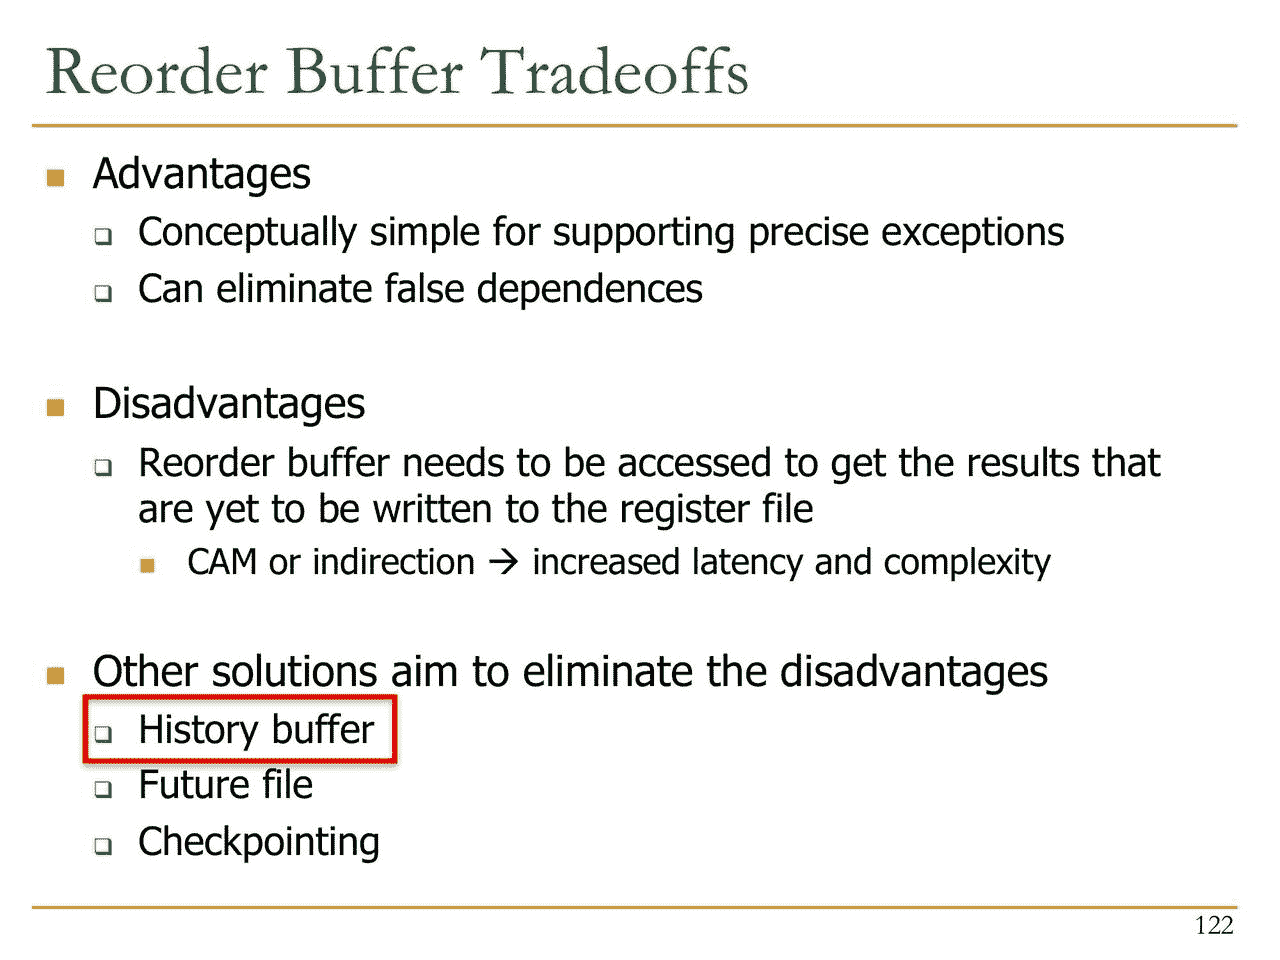 Reorder Buffer Tradeoffs
Advantages
Conceptually simple for supporting precise exceptions
Can eliminate false dependences
Disadvantages
Reorder buffer needs to be accessed to get the results that
are yet to be written to the register file
CAM or indirection → increased latency and complexity
Other solutions aim to eliminate the disadvantages
History buffer
Future file
Checkpointing
122